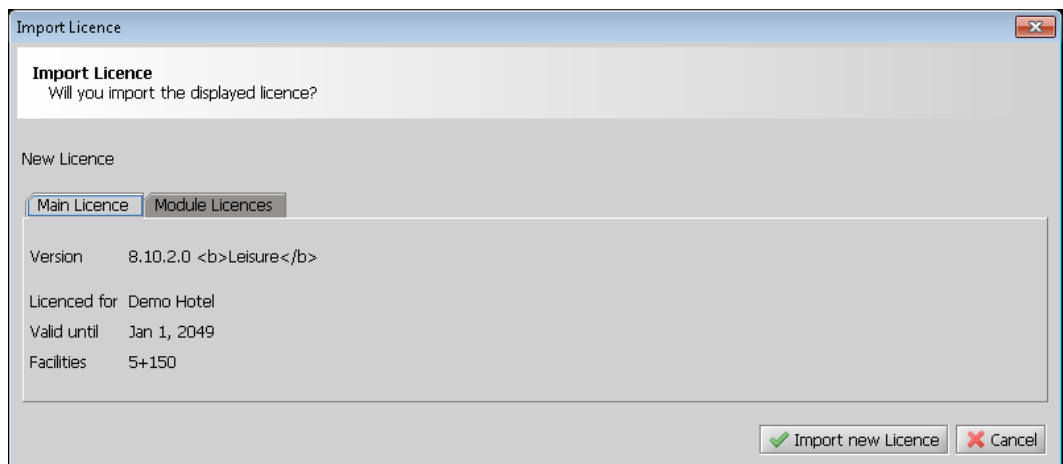 Import Licence
Import Licence
Will you import the displayed licence?
New Licence
Main Licence Module Licences
Version 8.10.2.0 <b>Leisure</b>
Licenced for Demo Hotel
Valid until Jan 1, 2049
Facilities 5+150
Import new Licence Cancel